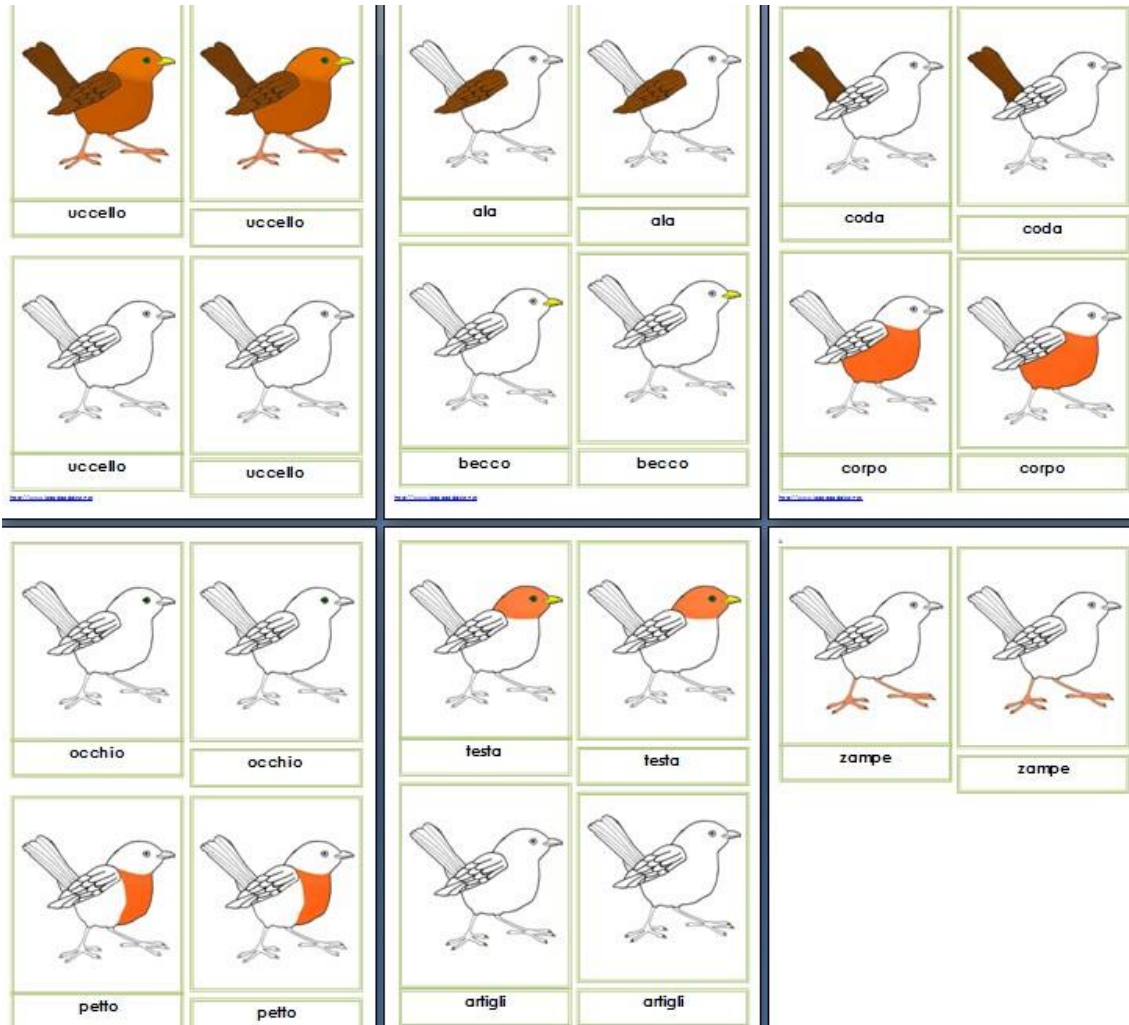 uccello
uccello
uccello
uccello
ala
ala
becco
becco
coda
coda
corpo
corpo
occhio
occhio
petto
petto
testa
testa
artigli
artigli
zampe
zampe